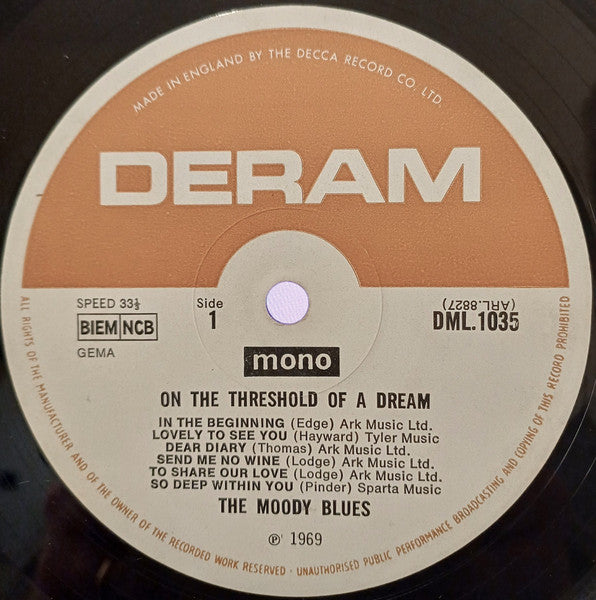 MADE IN ENGLAND BY THE DECCA RECORD CO. LTD.
DERAM
SPEED 33⅓
BIEM NCB
GEMA
Side
1
(ARL.8827)
DML.1035
mono
ON THE THRESHOLD OF A DREAM
IN THE BEGINNING (Edge) Ark Music Ltd.
LOVELY TO SEE YOU (Hayward) Tyler Music
DEAR DIARY (Thomas) Ark Music Ltd.
SEND ME NO WINE (Lodge) Ark Music Ltd.
TO SHARE OUR LOVE (Lodge) Ark Music Ltd.
SO DEEP WITHIN YOU (Pinder) Sparta Music
THE MOODY BLUES
℗ 1969
ALL RIGHTS OF THE MANUFACTURER AND OF THE OWNER OF THE RECORDED WORK RESERVED · UNAUTHORISED PUBLIC PERFORMANCE BROADCASTING AND COPYING OF THIS RECORD PROHIBITED